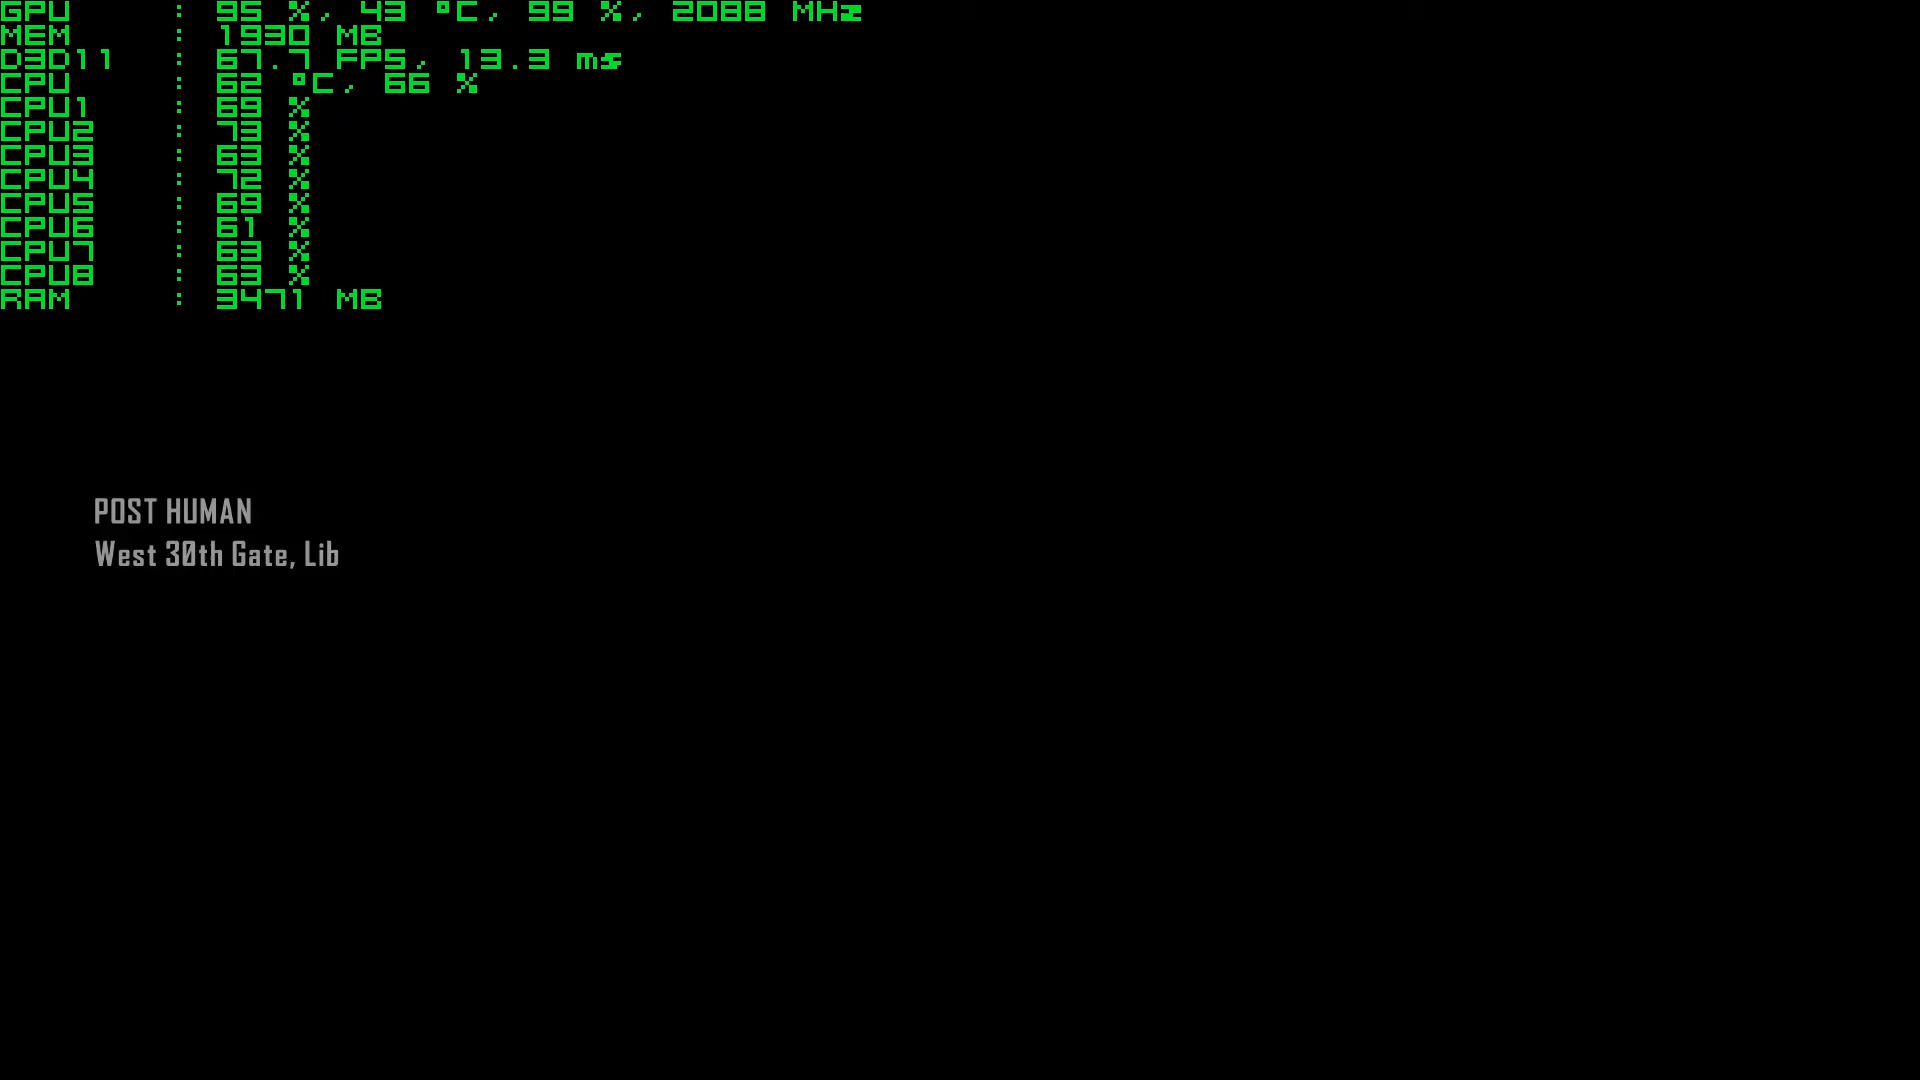 GPU : 95 %, 43 ºC, 99 %, 2088 MHz
MEM : 1930 MB
D3D11 : 67.7 FPS, 13.3 ms
CPU : 62 ºC, 66 %
CPU1 : 69 %
CPU2 : 73 %
CPU3 : 63 %
CPU4 : 72 %
CPU5 : 69 %
CPU6 : 61 %
CPU7 : 63 %
CPU8 : 63 %
RAM : 3471 MB
POST HUMAN
West 30th Gate, Lib